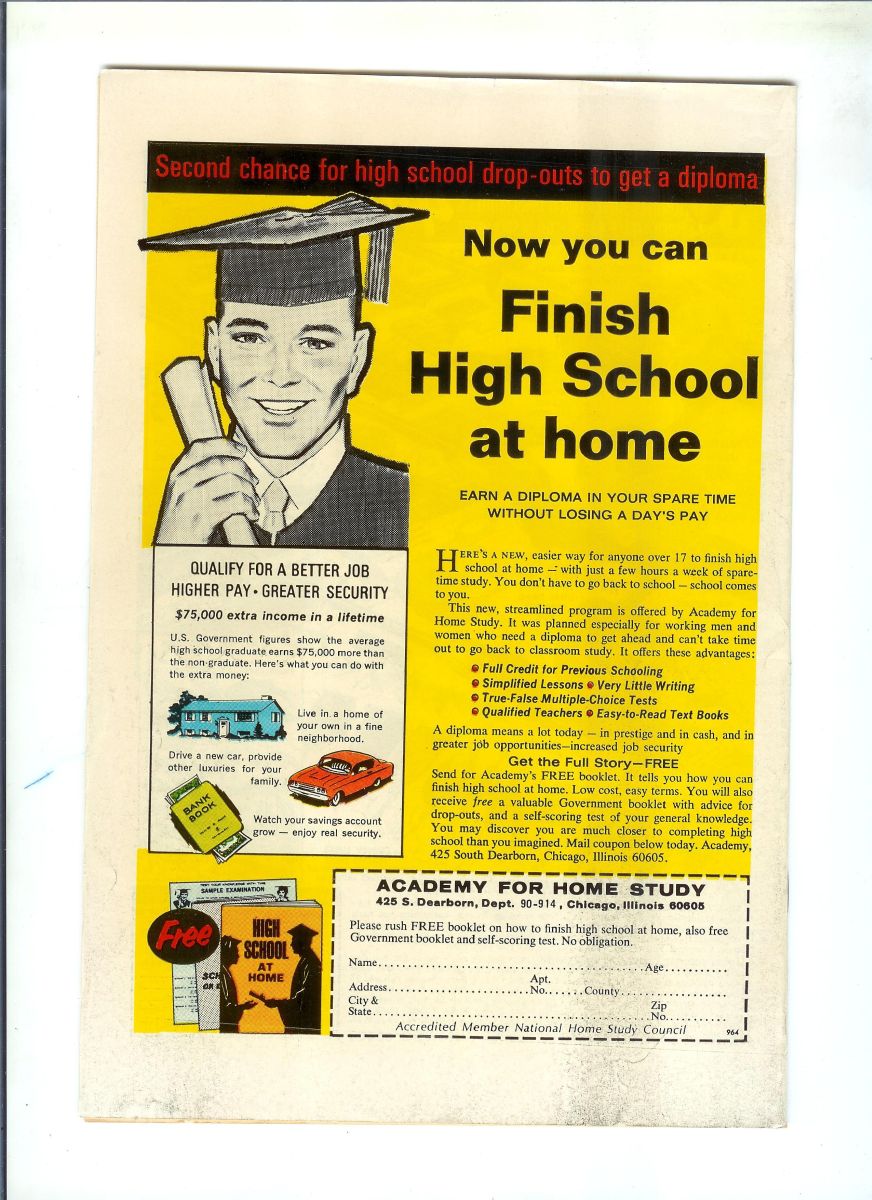 Second chance for high school drop-outs to get a diploma
Now you can
Finish
High School
at home
EARN A DIPLOMA IN YOUR SPARE TIME
WITHOUT LOSING A DAY'S PAY
HERE'S A NEW, easier way for anyone over 17 to finish high
school at home — with just a few hours a week of spare-
time study. You don't have to go back to school — school comes
to you.
This new, streamlined program is offered by Academy for
Home Study. It was planned especially for working men and
women who need a diploma to get ahead and can't take time
out to go back to classroom study. It offers these advantages:
Full Credit for Previous Schooling
Simplified Lessons • Very Little Writing
True-False Multiple-Choice Tests
Qualified Teachers • Easy-to-Read Text Books
A diploma means a lot today — in prestige and in cash, and in
greater job opportunities—increased job security
Get the Full Story—FREE
Send for Academy's FREE booklet. It tells you how you can
finish high school at home. Low cost, easy terms. You will also
receive free a valuable Government booklet with advice for
drop-outs, and a self-scoring test of your general knowledge.
You may discover you are much closer to completing high
school than you imagined. Mail coupon below today. Academy,
425 South Dearborn, Chicago, Illinois 60605.
QUALIFY FOR A BETTER JOB
HIGHER PAY • GREATER SECURITY
$75,000 extra income in a lifetime
U.S. Government figures show the average
high school graduate earns $75,000 more than
the non-graduate. Here's what you can do with
the extra money:
Live in a home of
your own in a fine
neighborhood.
Drive a new car, provide
other luxuries for your
family.
BANK
BOOK
Watch your savings account
grow — enjoy real security.
TEST YOUR KNOWLEDGE WITH THIS
SAMPLE EXAMINATION
Free
HIGH
SCHOOL
AT
HOME
ACADEMY FOR HOME STUDY
425 S. Dearborn, Dept. 90-914, Chicago, Illinois 60605
Please rush FREE booklet on how to finish high school at home, also free
Government booklet and self-scoring test. No obligation.
Name Age
Address Apt. No. County
City & State Zip No.
Accredited Member National Home Study Council 964